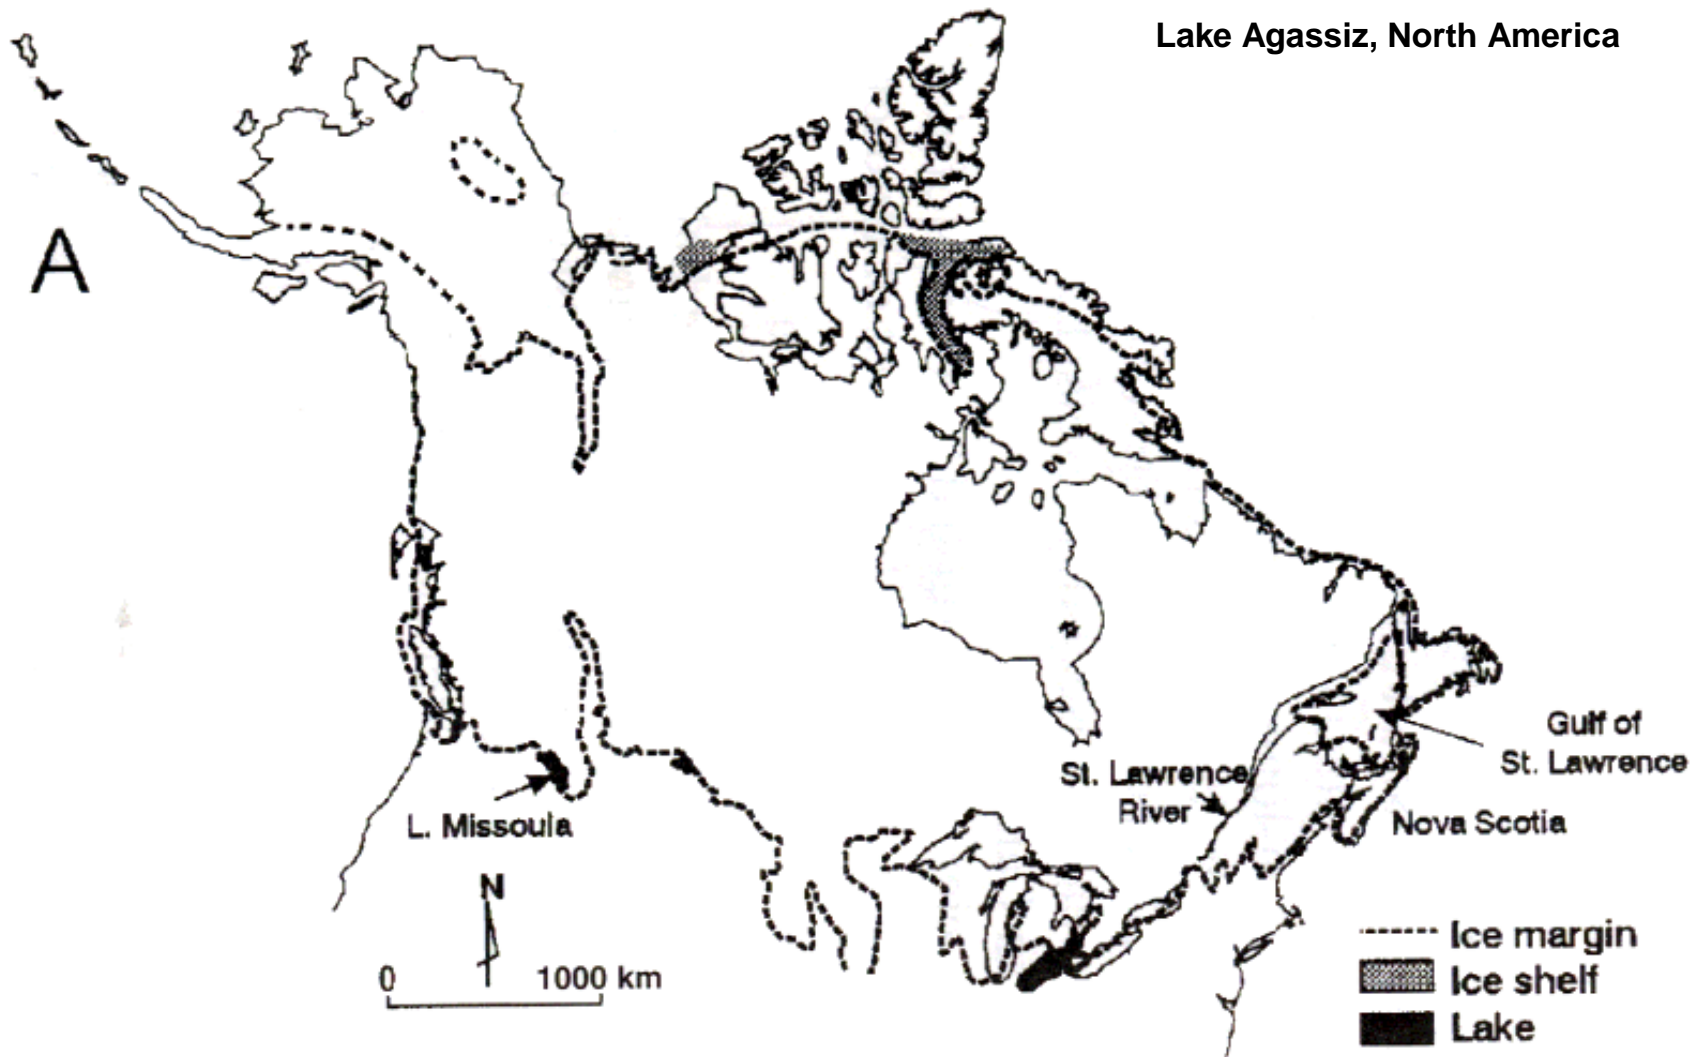 Lake Agassiz, North America
A
Gulf of
St. Lawrence
St. Lawrence
River
Nova Scotia
L. Missoula
N
0 1000 km
Ice margin
Ice shelf
Lake